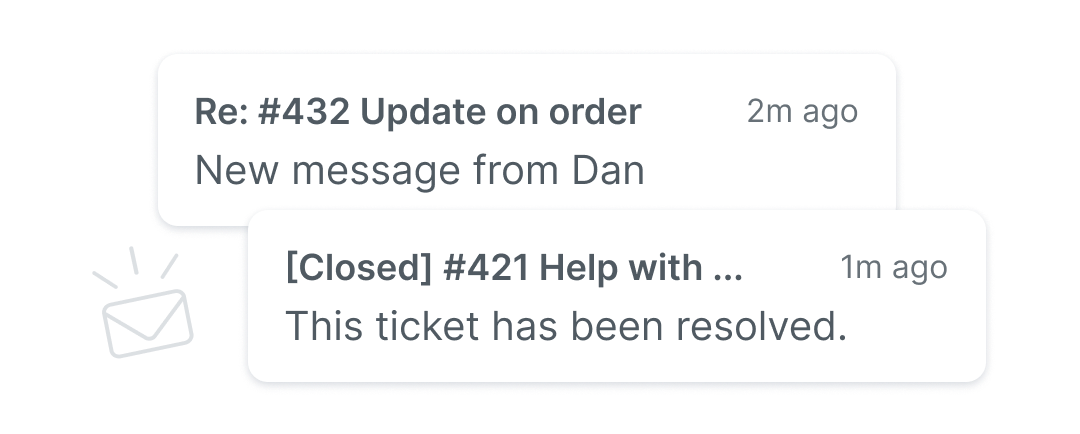 Re: #432 Update on order 2m ago
New message from Dan
[Closed] #421 Help with ... 1m ago
This ticket has been resolved.